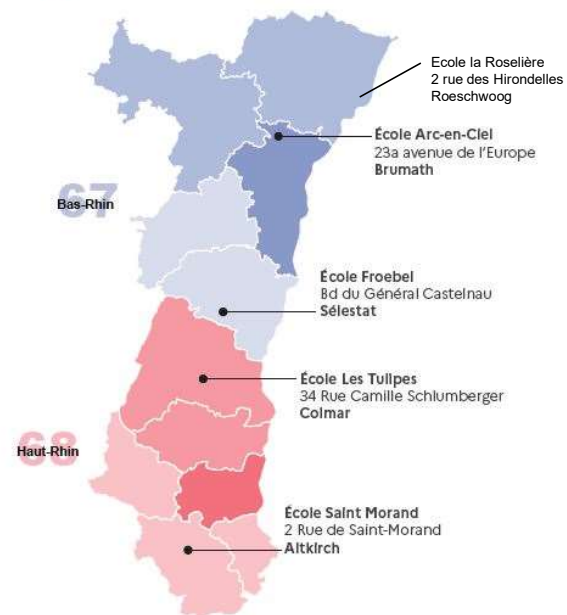 Ecole la Roselière
2 rue des Hirondelles
Roeschwoog
École Arc-en-Ciel
23a avenue de l'Europe
Brumath
67
Bas-Rhin
École Froebel
Bd du Général Castelnau
Sélestat
École Les Tulipes
34 Rue Camille Schlumberger
Colmar
68
Haut-Rhin
École Saint Morand
2 Rue de Saint-Morand
Altkirch